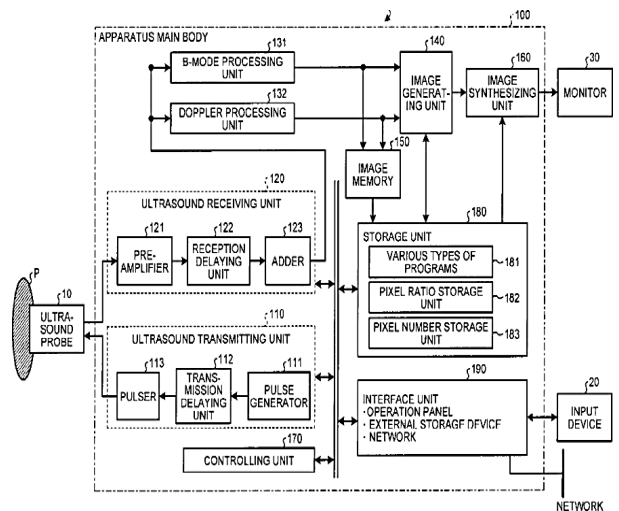 100
APPARATUS MAIN BODY
131
B-MODE PROCESSING
UNIT
132
DOPPLER PROCESSING
UNIT
140
IMAGE
GENERAT-
ING UNIT
160
IMAGE
SYNTHESIZING
UNIT
30
MONITOR
150
IMAGE
MEMORY
120
ULTRASOUND RECEIVING UNIT
121
PRE-
AMPLIFIER
122
RECEPTION
DELAYING
UNIT
123
ADDER
180
STORAGE UNIT
VARIOUS TYPES OF
PROGRAMS
181
PIXEL RATIO STORAGE
UNIT
182
PIXEL NUMBER STORAGE
UNIT
183
P
10
ULTRA-
SOUND
PROBE
110
ULTRASOUND TRANSMITTING UNIT
113
PULSER
112
TRANS-
MISSION
DELAYING
UNIT
111
PULSE
GENERATOR
170
CONTROLLING UNIT
190
INTERFACE UNIT
・OPERATION PANEL
・EXTERNAL STORAGE DEVICE
・NETWORK
20
INPUT
DEVICE
NETWORK